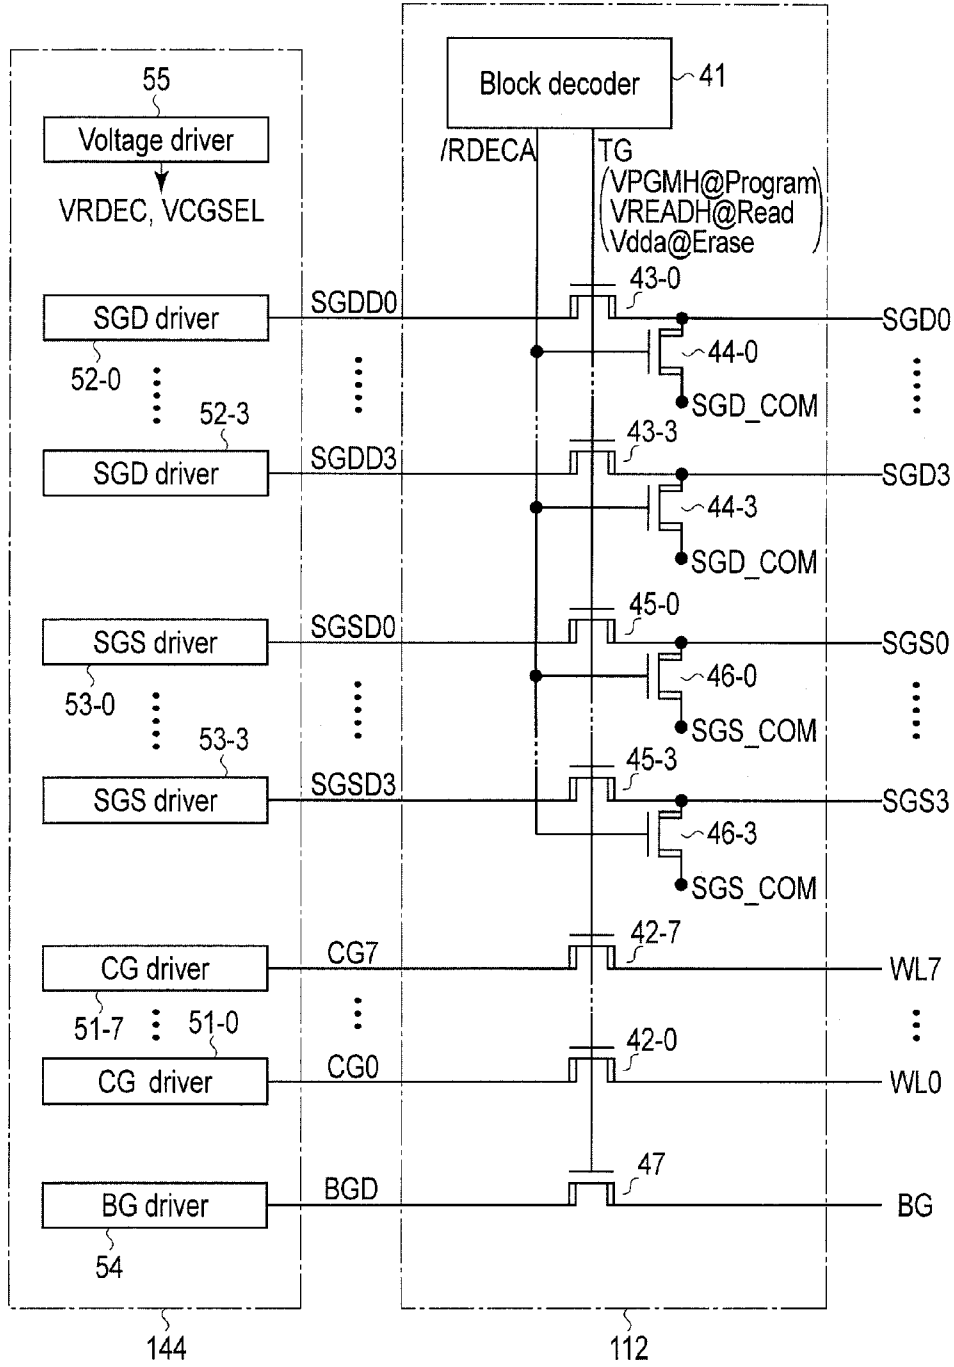 55
Voltage driver
VRDEC, VCGSEL
Block decoder
41
/RDECA
TG
VPGMH@Program
VREADH@Read
Vdda@Erase
SGD driver
52-0
SGDD0
43-0
44-0
SGD_COM
SGD0
52-3
SGD driver
SGDD3
43-3
44-3
SGD_COM
SGD3
SGS driver
53-0
SGSD0
45-0
46-0
SGS_COM
SGS0
53-3
SGS driver
SGSD3
45-3
46-3
SGS_COM
SGS3
CG driver
51-7
CG7
42-7
WL7
51-0
CG driver
CG0
42-0
WL0
BG driver
54
BGD
47
BG
144
112